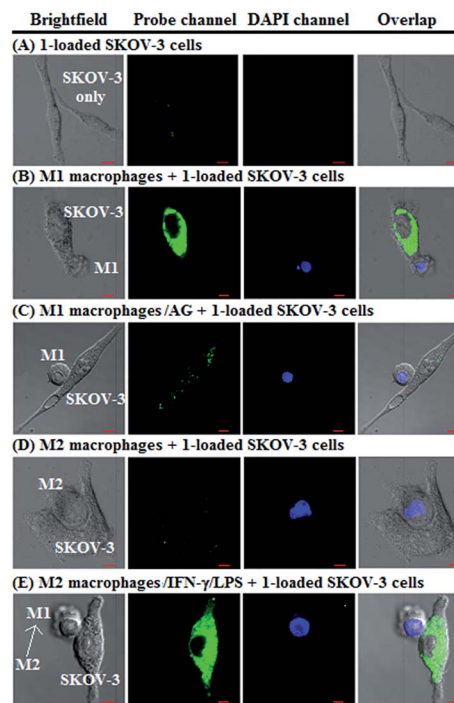 Brightfield Probe channel DAPI channel Overlap
(A) 1-loaded SKOV-3 cells
SKOV-3
only
(B) M1 macrophages + 1-loaded SKOV-3 cells
SKOV-3
M1
(C) M1 macrophages/AG + 1-loaded SKOV-3 cells
M1
SKOV-3
(D) M2 macrophages + 1-loaded SKOV-3 cells
M2
SKOV-3
(E) M2 macrophages/IFN-γ/LPS + 1-loaded SKOV-3 cells
M1
M2
SKOV-3